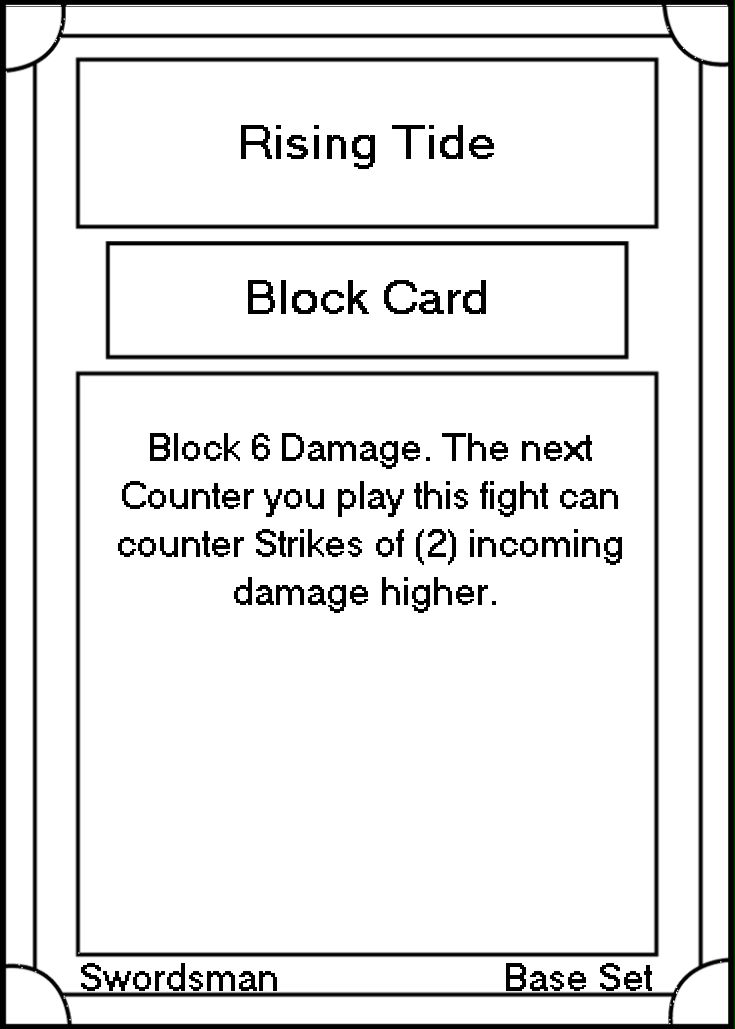 Rising Tide
Block Card
Block 6 Damage. The next
Counter you play this fight can
counter Strikes of (2) incoming
damage higher.
Swordsman
Base Set